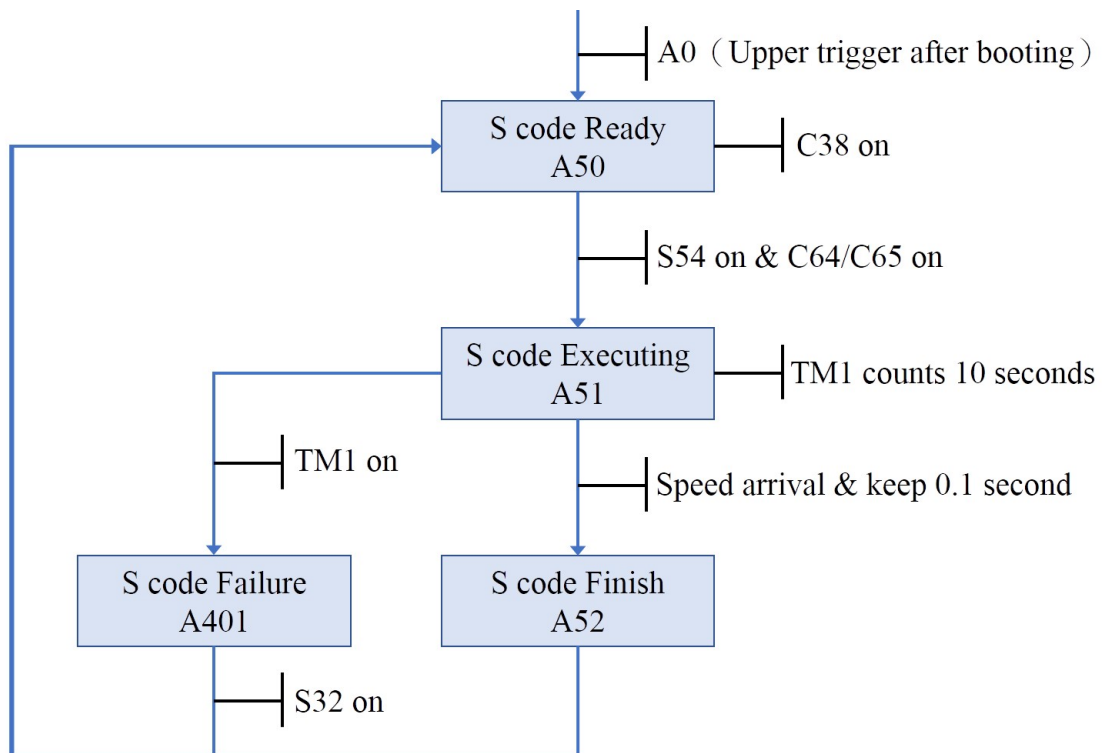 A0（Upper trigger after booting）
S code Ready
A50
C38 on
S54 on & C64/C65 on
S code Executing
A51
TM1 counts 10 seconds
TM1 on
Speed arrival & keep 0.1 second
S code Failure
A401
S code Finish
A52
S32 on